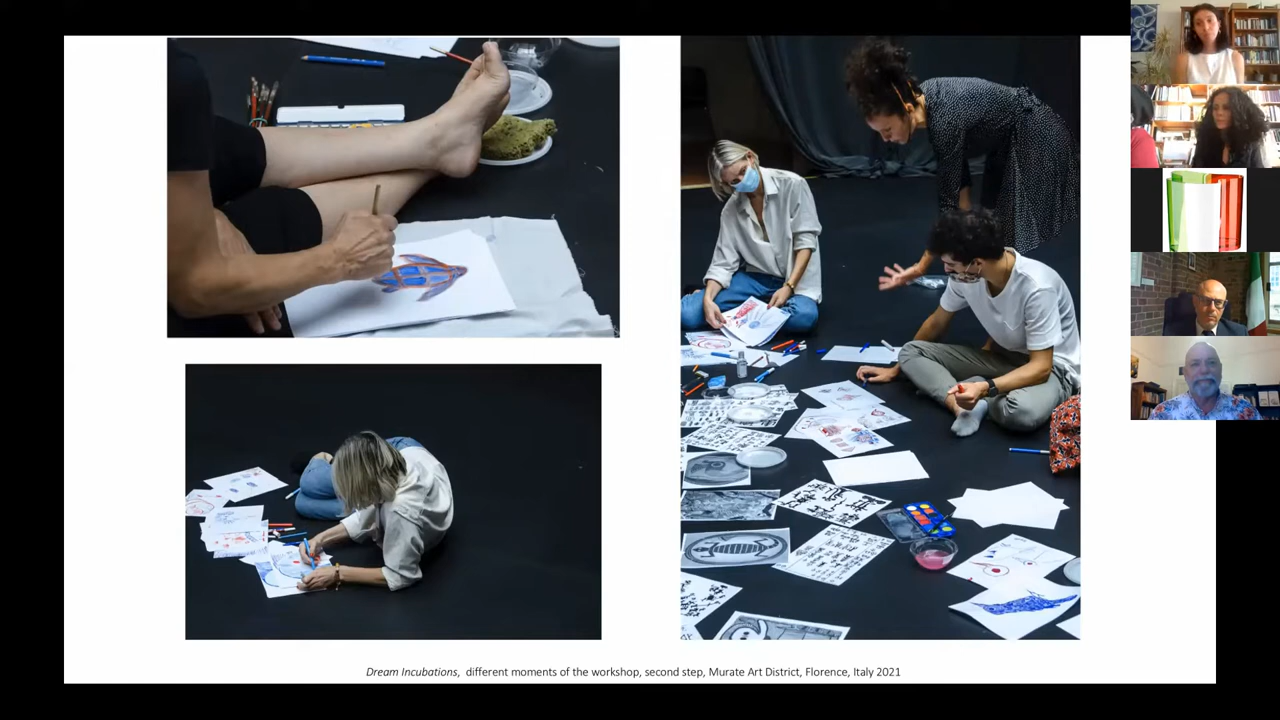 Dream Incubations,  different moments of the workshop, second step, Murate Art District, Florence, Italy 2021